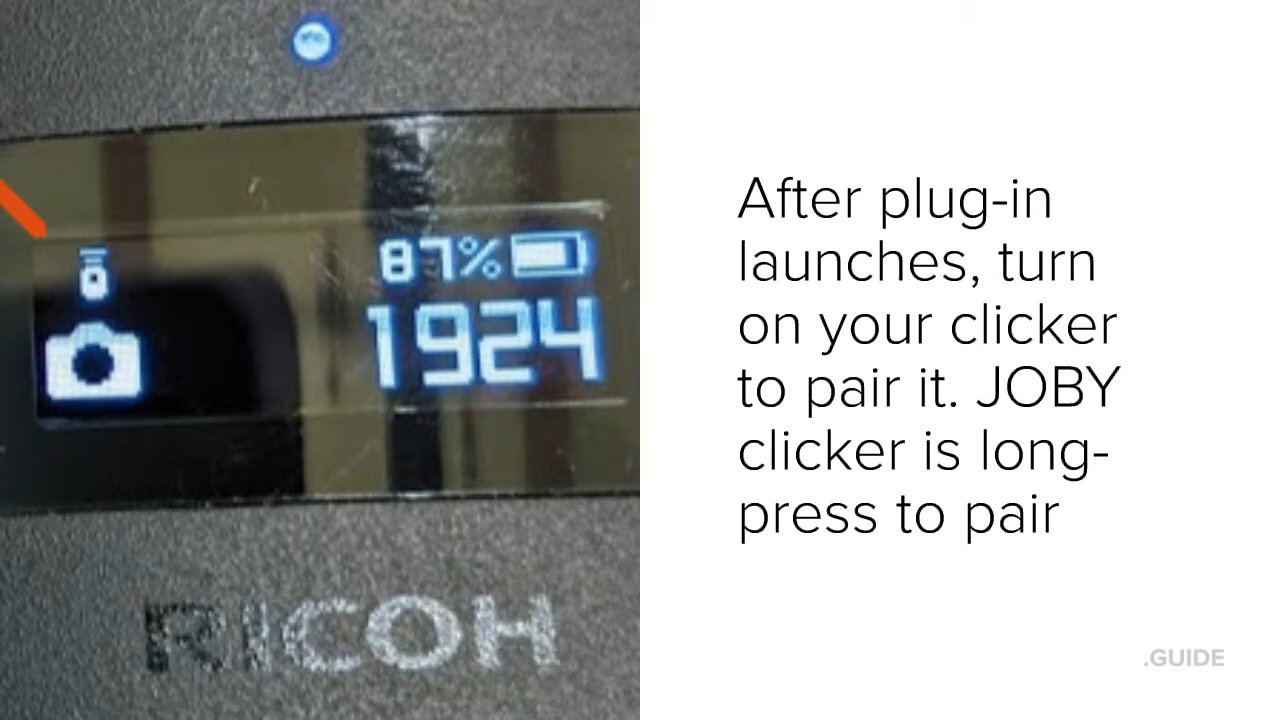 87%
1924
RICOH
After plug-in
launches, turn
on your clicker
to pair it. JOBY
clicker is long-
press to pair
.GUIDE